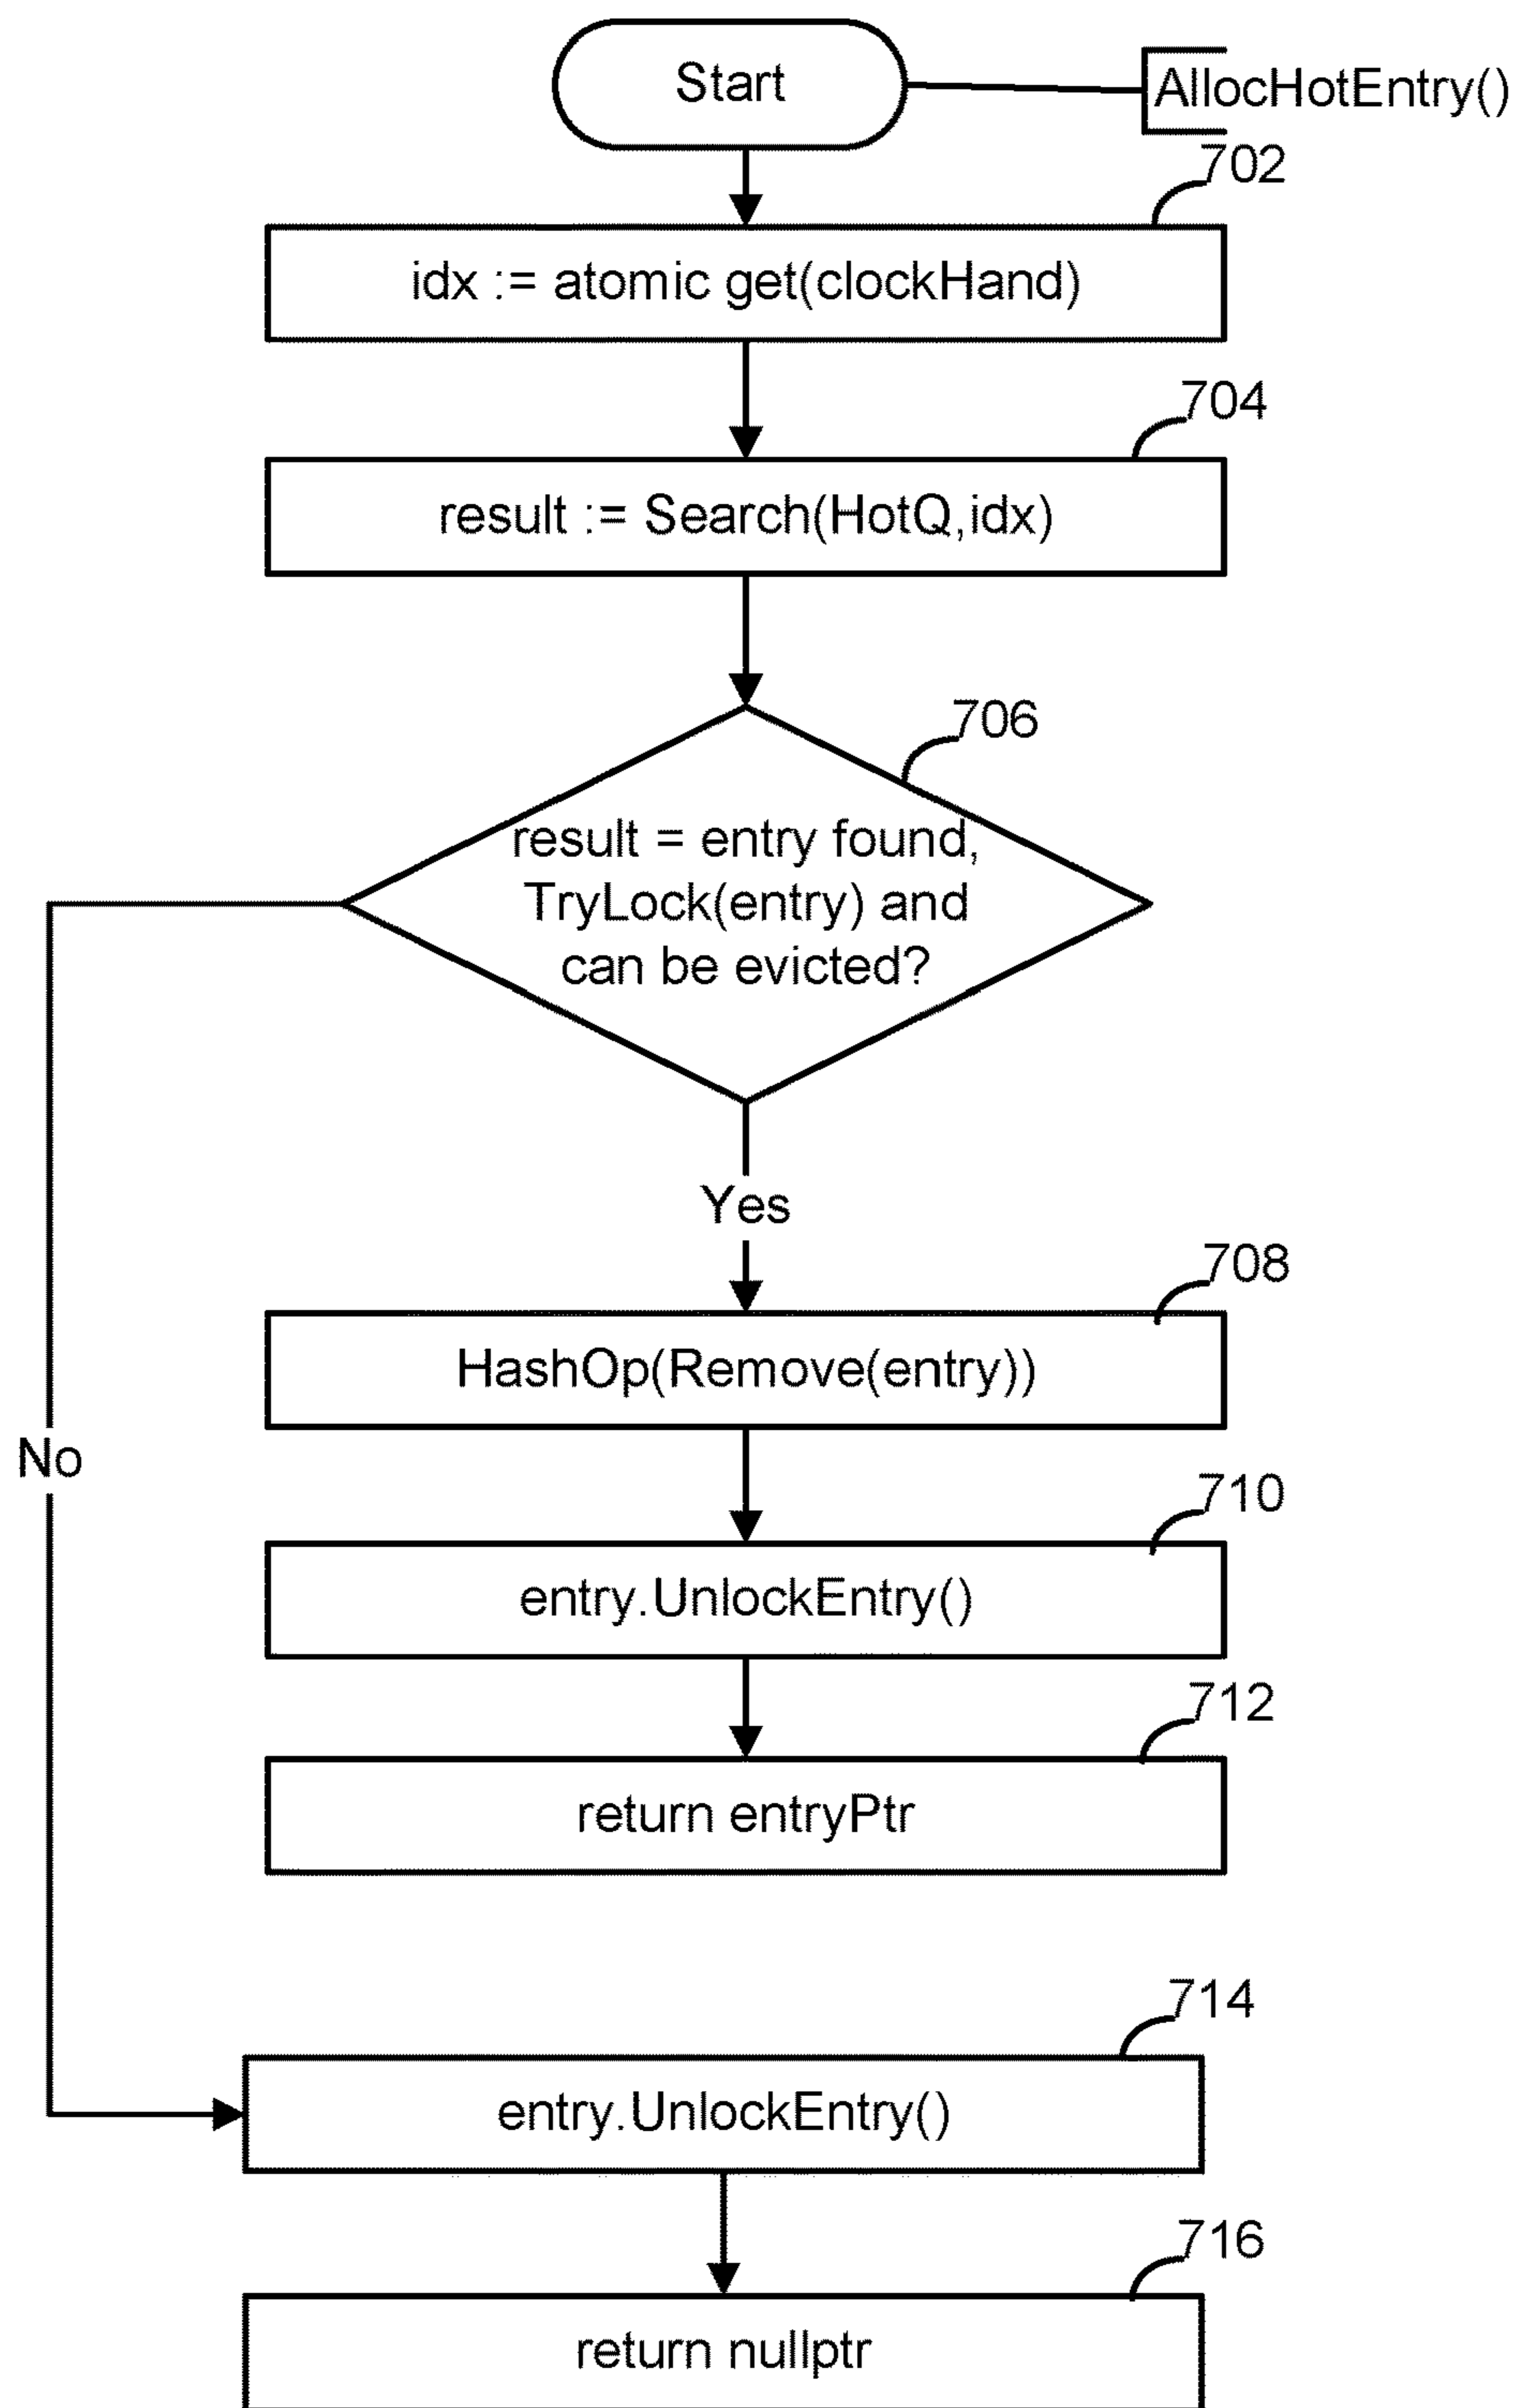 Start
AllocHotEntry()
702
idx := atomic get(clockHand)
704
result := Search(HotQ,idx)
706
result = entry found,
TryLock(entry) and
can be evicted?
Yes
708
HashOp(Remove(entry))
No
710
entry.UnlockEntry()
712
return entryPtr
714
entry.UnlockEntry()
716
return nullptr